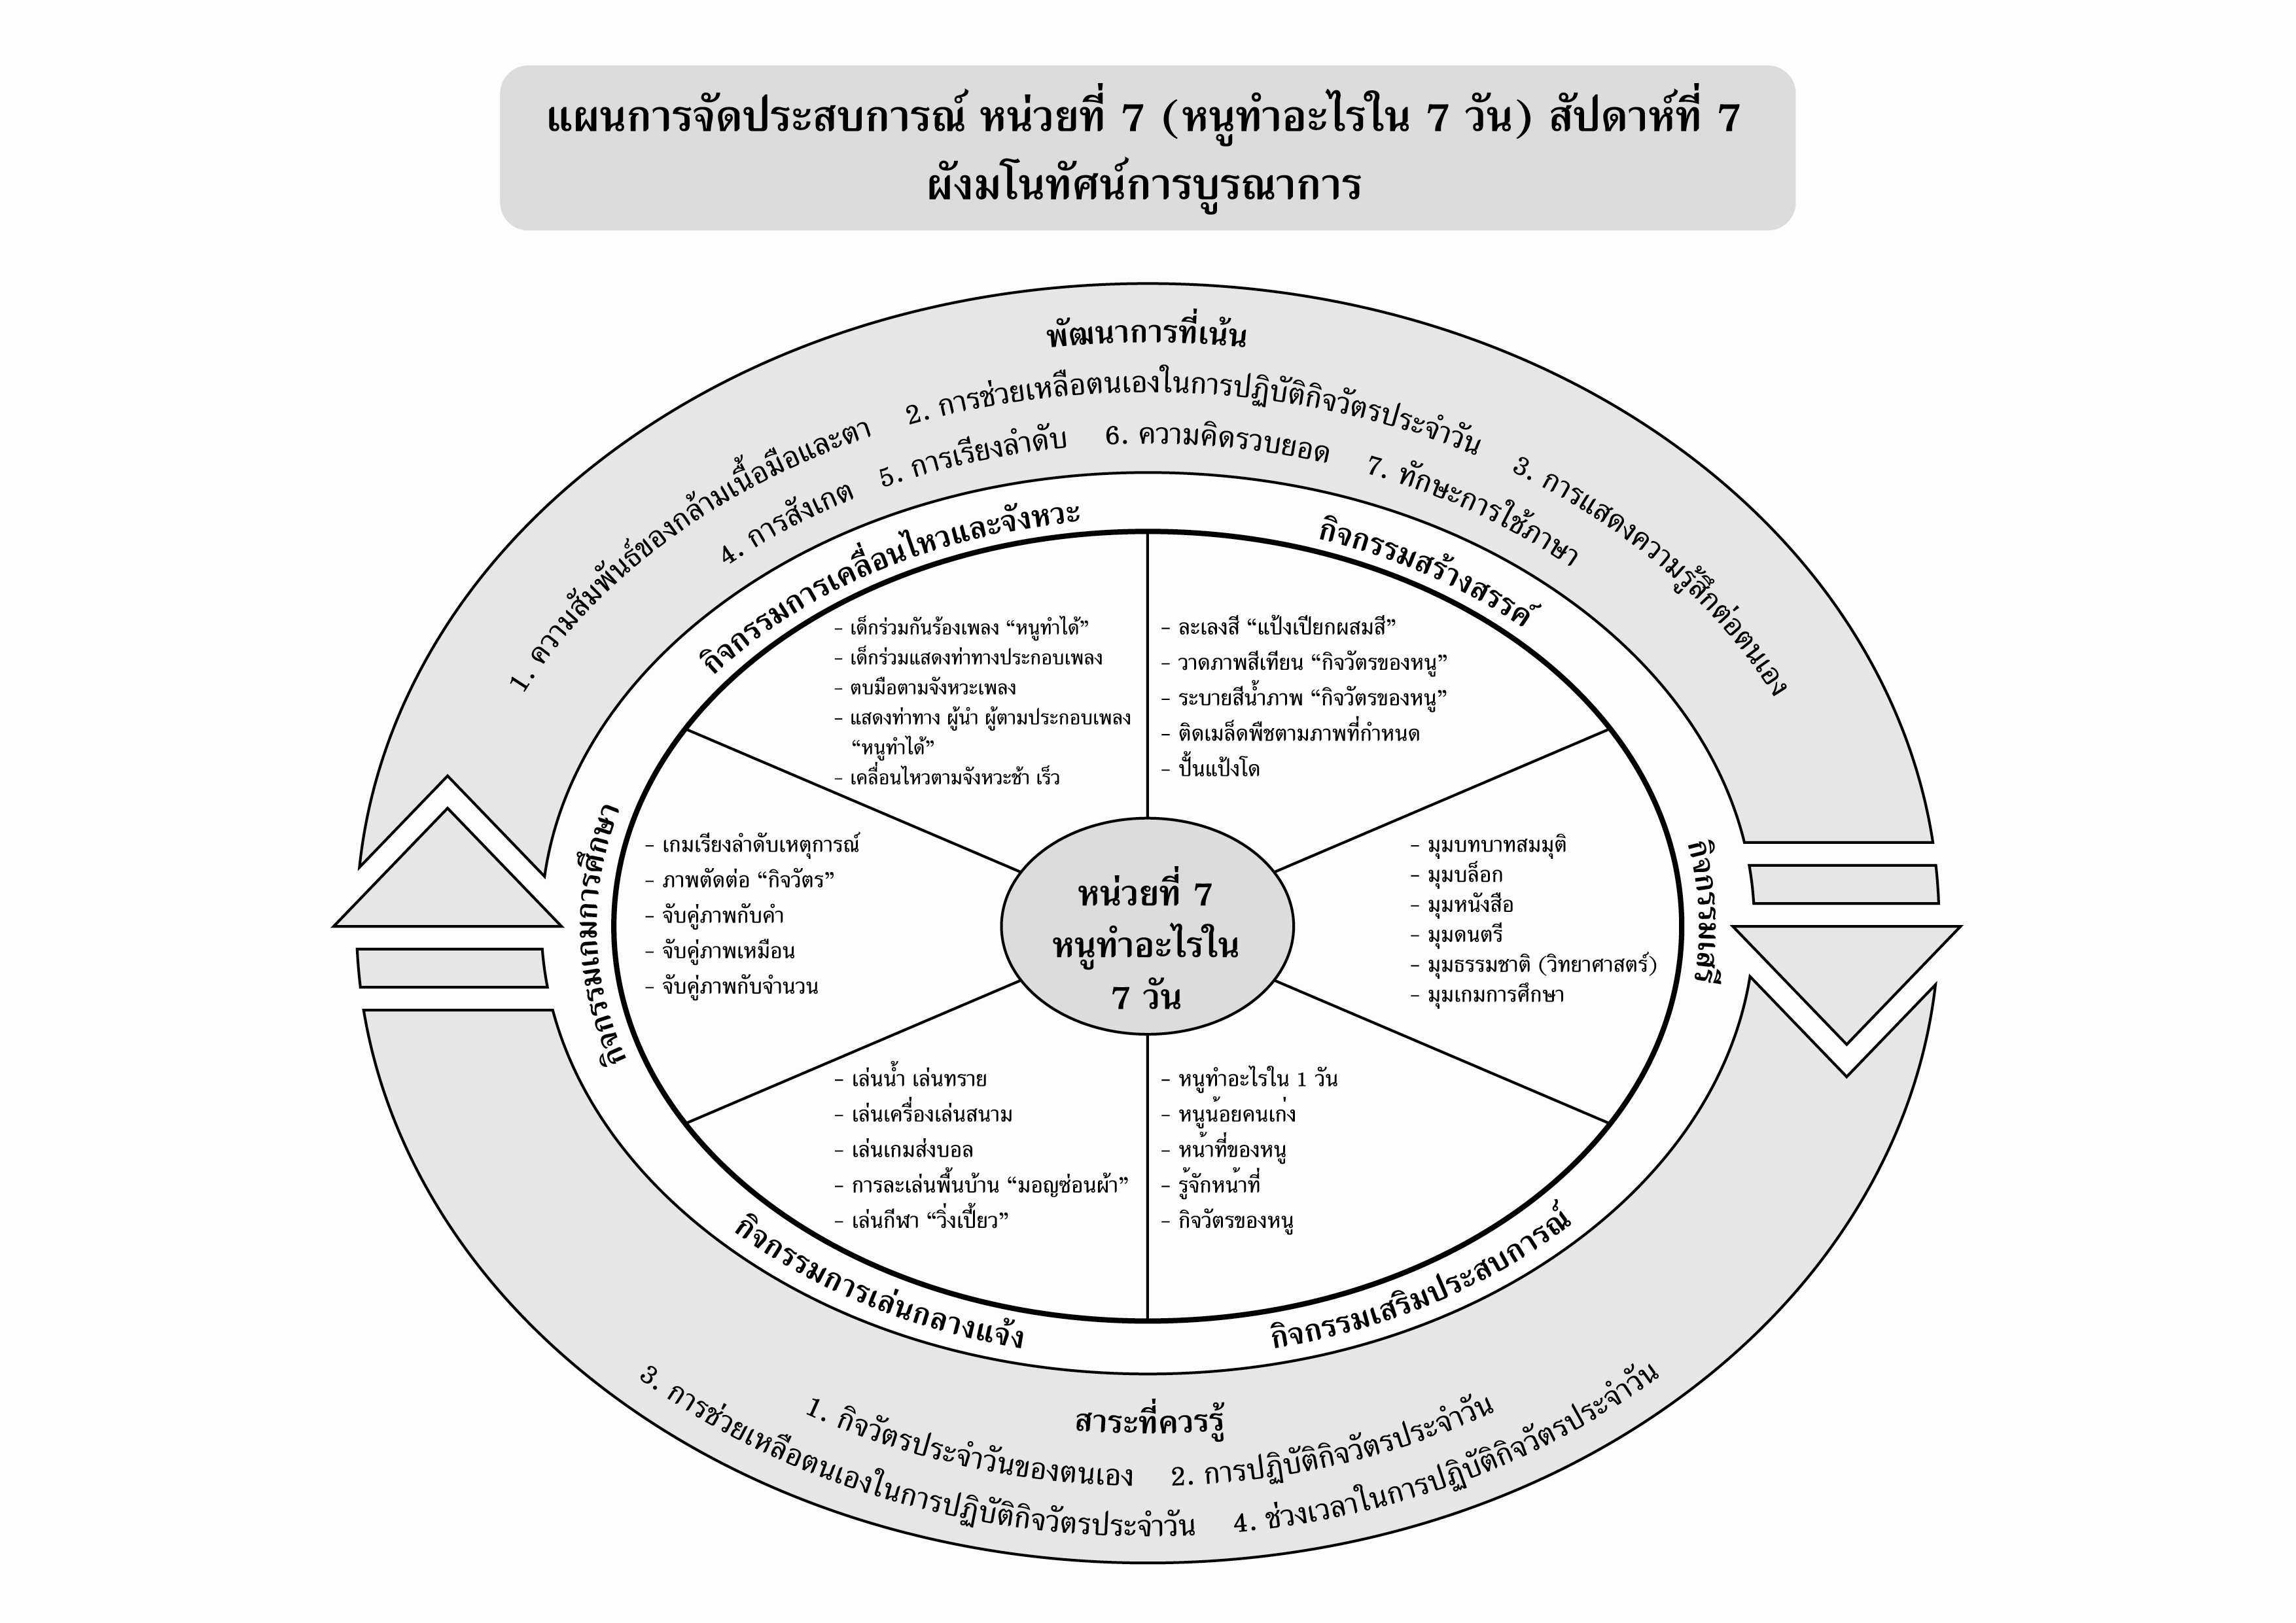 แผนการจัดประสบการณ์ หน่วยที่ 7 (หนูทำอะไรใน 7 วัน) สัปดาห์ที่ 7
ผังมโนทัศน์การบูรณาการ
พัฒนาการที่เน้น
1. ความสัมพันธ์ของกล้ามเนื้อมือและตา 2. การช่วยเหลือตนเองในการปฏิบัติกิจวัตรประจำวัน 3. การแสดงความรู้สึกต่อตนเอง
4. การสังเกต 5. การเรียงลำดับ 6. ความคิดรวบยอด 7. ทักษะการใช้ภาษา
กิจกรรมการเคลื่อนไหวและจังหวะ
- เด็กร่วมกันร้องเพลง “หนูทำได้”
- เด็กร่วมแสดงท่าทางประกอบเพลง
- ตบมือตามจังหวะเพลง
- แสดงท่าทาง ผู้นำ ผู้ตามประกอบเพลง
“หนูทำได้”
- เคลื่อนไหวตามจังหวะช้า เร็ว
กิจกรรมสร้างสรรค์
- ละเลงสี “แป้งเปียกผสมสี”
- วาดภาพสีเทียน “กิจวัตรของหนู”
- ระบายสีน้ำภาพ “กิจวัตรของหนู”
- ติดเมล็ดพืชตามภาพที่กำหนด
- ปั้นแป้งโด
กิจกรรมเกมการศึกษา
- เกมเรียงลำดับเหตุการณ์
- ภาพตัดต่อ “กิจวัตร”
- จับคู่ภาพกับคำ
- จับคู่ภาพเหมือน
- จับคู่ภาพกับจำนวน
หน่วยที่ 7
หนูทำอะไรใน
7 วัน
กิจกรรมเสรี
- มุมบทบาทสมมุติ
- มุมบล็อก
- มุมหนังสือ
- มุมดนตรี
- มุมธรรมชาติ (วิทยาศาสตร์)
- มุมเกมการศึกษา
- เล่นน้ำ เล่นทราย
- เล่นเครื่องเล่นสนาม
- เล่นเกมส่งบอล
- การละเล่นพื้นบ้าน “มอญซ่อนผ้า”
- เล่นกีฬา “วิ่งเปี้ยว”
กิจกรรมการเล่นกลางแจ้ง
- หนูทำอะไรใน 1 วัน
- หนูน้อยคนเก่ง
- หน้าที่ของหนู
- รู้จักหน้าที่
- กิจวัตรของหนู
กิจกรรมเสริมประสบการณ์
สาระที่ควรรู้
1. กิจวัตรประจำวันของตนเอง 2. การปฏิบัติกิจวัตรประจำวัน
3. การช่วยเหลือตนเองในการปฏิบัติกิจวัตรประจำวัน 4. ช่วงเวลาในการปฏิบัติกิจวัตรประจำวัน